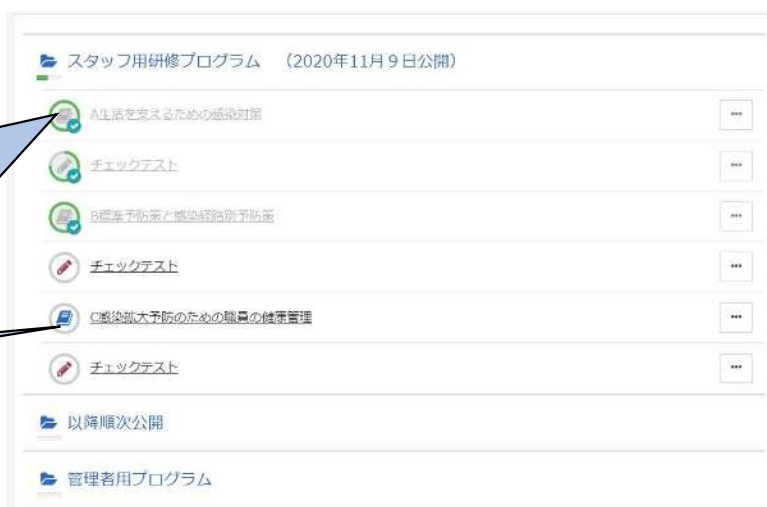 スタッフ用研修プログラム （2020年11月９日公開）
A生活を支えるための感染対策
チェックテスト
B標準予防策と感染経路別予防策
チェックテスト
C感染拡大予防のための職員の健康管理
チェックテスト
以降順次公開
管理者用プログラム